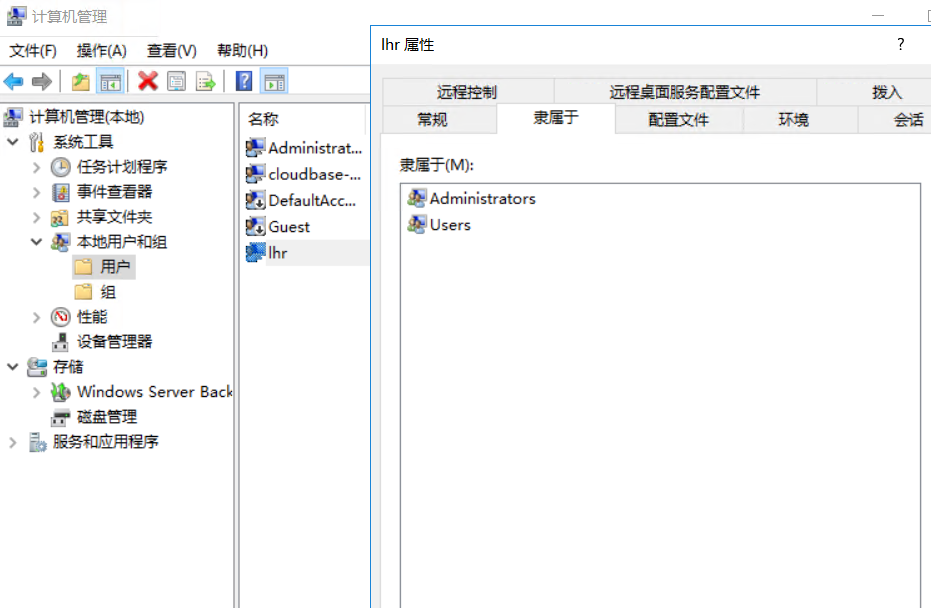 计算机管理
文件(F) 操作(A) 查看(V) 帮助(H)
计算机管理(本地)
系统工具
任务计划程序
事件查看器
共享文件夹
本地用户和组
用户
组
性能
设备管理器
存储
Windows Server Back
磁盘管理
服务和应用程序
名称
Administrat...
cloudbase-...
DefaultAcc...
Guest
lhr
lhr 属性
?
远程控制 远程桌面服务配置文件 拨入
常规 隶属于 配置文件 环境 会话
隶属于(M):
Administrators
Users